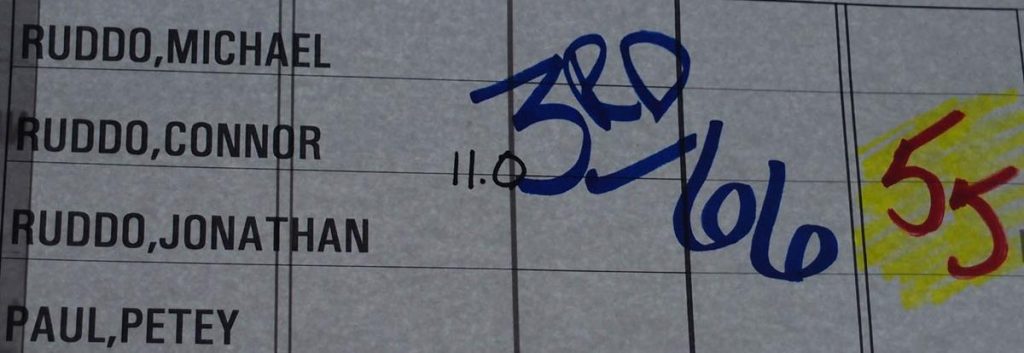 RUDDO,MICHAEL
3RD
RUDDO,CONNOR
11.0 - 66 55
RUDDO,JONATHAN
PAUL,PETEY